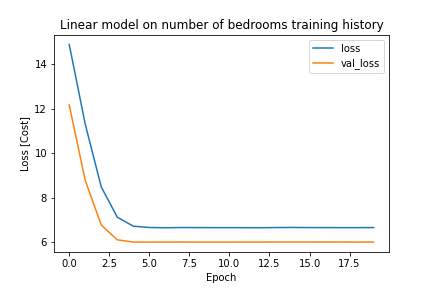 Linear model on number of bedrooms training history
loss
val_loss
Loss [Cost]
14
12
10
8
6
0.0 2.5 5.0 7.5 10.0 12.5 15.0 17.5
Epoch